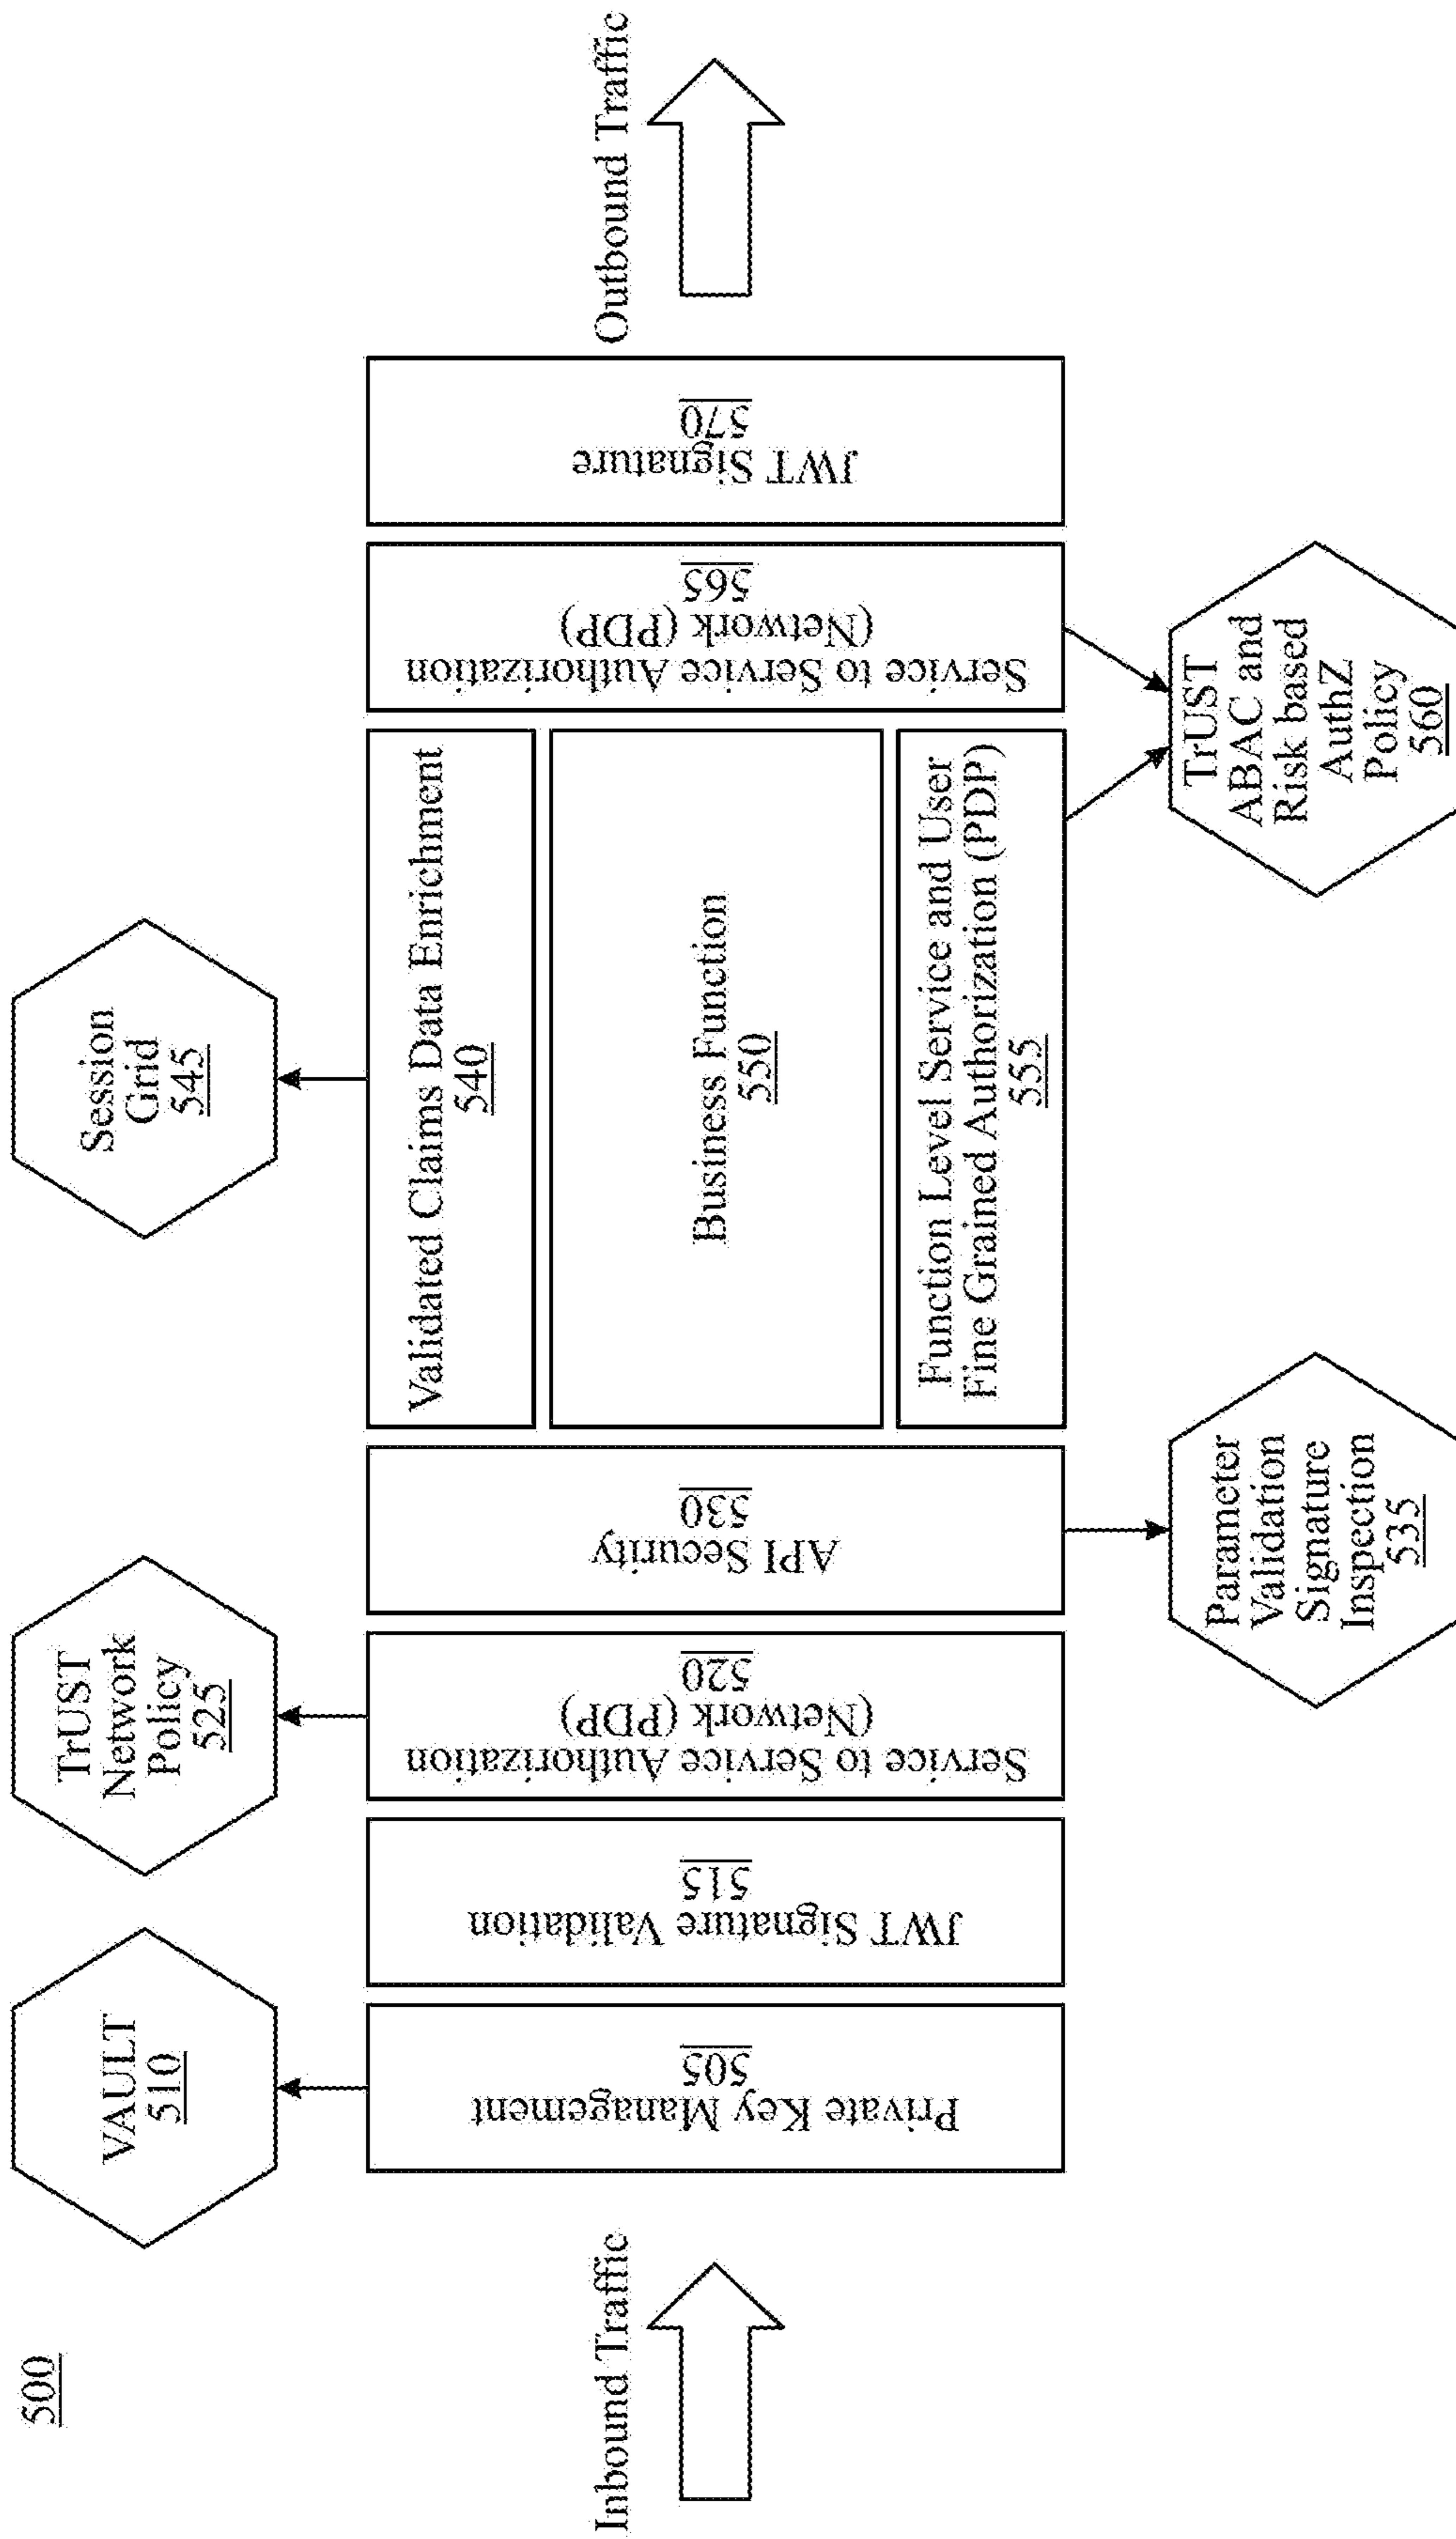 500
Inbound Traffic
VAULT
510
Private Key Management
505
JWT Signature Validation
515
TrUST
Network
Policy
525
Service to Service Authorization
(Network (PDP)
520
API Security
530
Parameter
Validation
Signature
Inspection
535
Session
Grid
545
Validated Claims Data Enrichment
540
Business Function
550
Function Level Service and User
Fine Grained Authorization (PDP)
555
TrUST
ABAC and
Risk based
AuthZ
Policy
560
Service to Service Authorization
(Network (PDP)
565
JWT Signature
570
Outbound Traffic